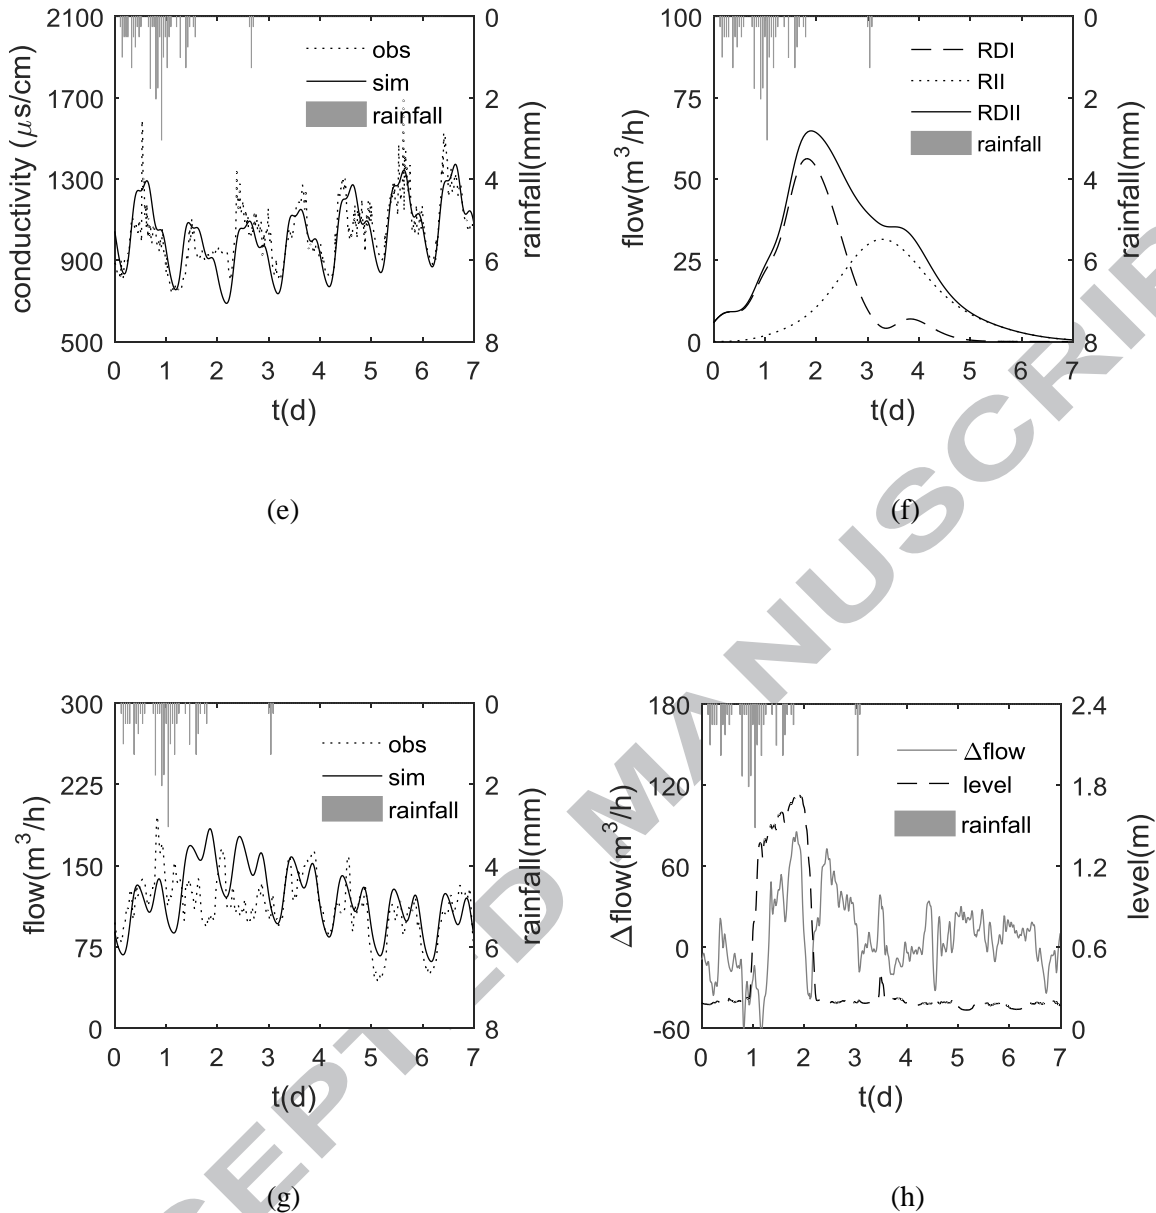 2100
1700
1300
900
500
conductivity (μs/cm)
obs
sim
rainfall
0
2
4
6
8
rainfall(mm)
0 1 2 3 4 5 6 7
t(d)
(e)
100
75
50
25
0
flow(m³/h)
RDI
RII
RDII
rainfall
0
2
4
6
8
rainfall(mm)
0 1 2 3 4 5 6 7
t(d)
(f)
300
225
150
75
0
flow(m³/h)
obs
sim
rainfall
0
2
4
6
8
rainfall(mm)
0 1 2 3 4 5 6 7
t(d)
(g)
180
120
60
0
-60
Δflow(m³/h)
Δflow
level
rainfall
2.4
1.8
1.2
0.6
0
level(m)
0 1 2 3 4 5 6 7
t(d)
(h)
CEPTED MANUSCRIP